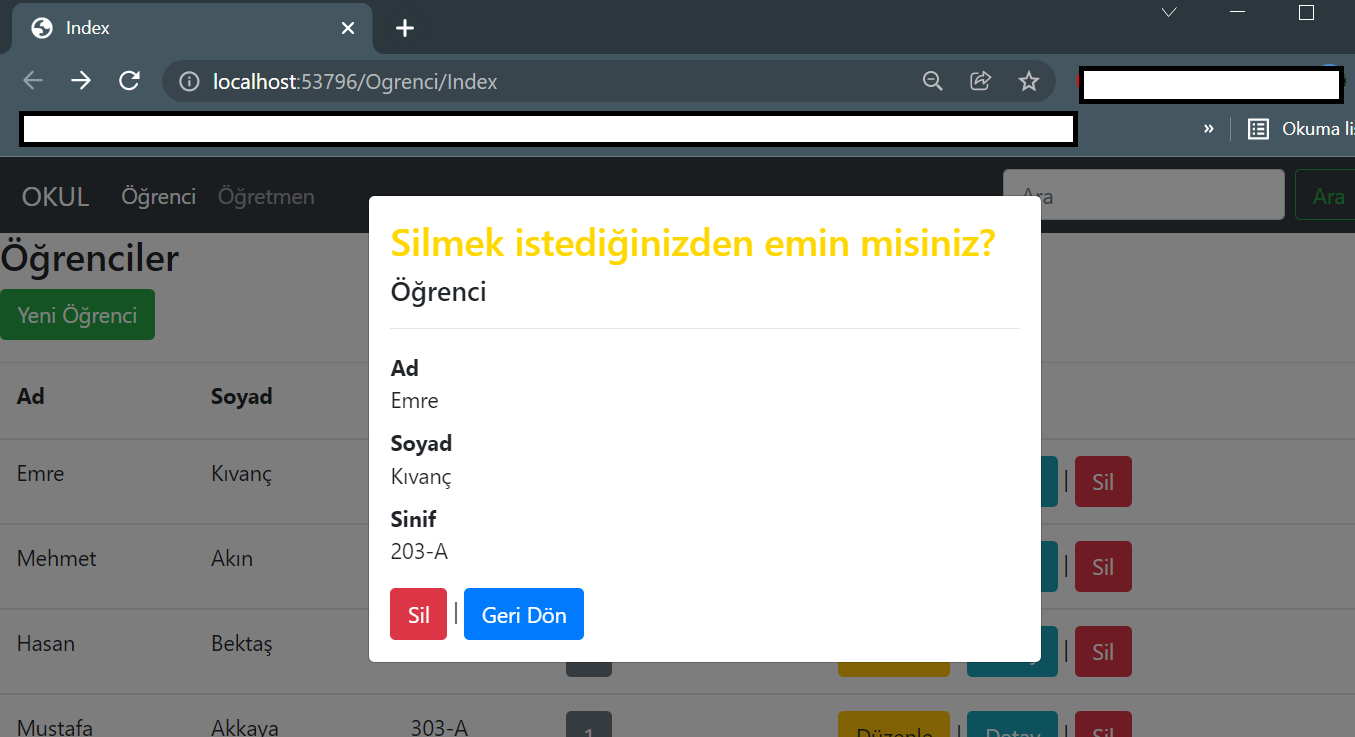 Index
localhost:53796/Ogrenci/Index
Okuma lis
OKUL Öğrenci Öğretmen Ara Ara
Öğrenciler
Yeni Öğrenci
Silmek istediğinizden emin misiniz?
Öğrenci
Ad
Emre
Soyad
Kıvanç
Sinif
203-A
Sil | Geri Dön
Ad Soyad
Emre Kıvanç | Sil
Mehmet Akın | Sil
Hasan Bektaş | Sil
Mustafa Akkaya 303-A 1 Düzenle | Detay | Sil